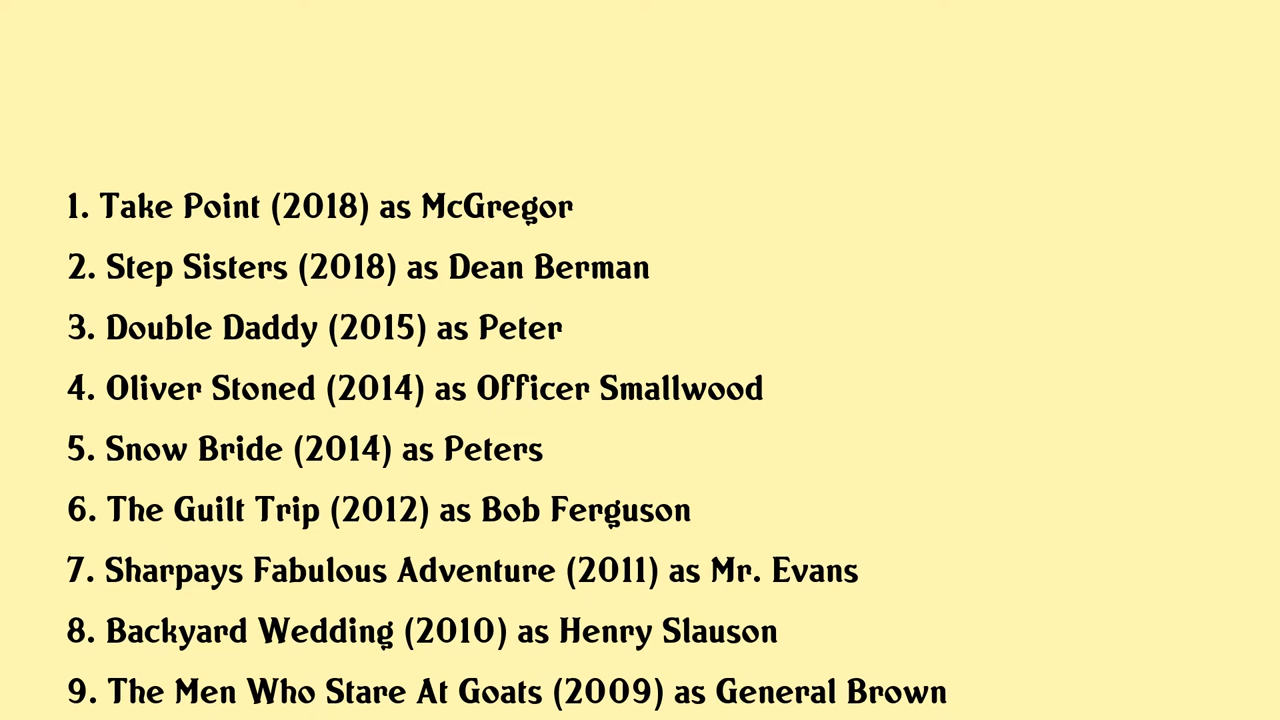 1. Take Point (2018) as McGregor
2. Step Sisters (2018) as Dean Berman
3. Double Daddy (2015) as Peter
4. Oliver Stoned (2014) as Officer Smallwood
5. Snow Bride (2014) as Peters
6. The Guilt Trip (2012) as Bob Ferguson
7. Sharpays Fabulous Adventure (2011) as Mr. Evans
8. Backyard Wedding (2010) as Henry Slauson
9. The Men Who Stare At Goats (2009) as General Brown